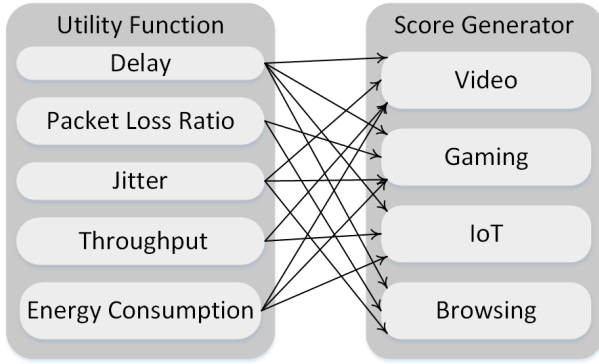 Utility Function
Delay
Packet Loss Ratio
Jitter
Throughput
Energy Consumption
Score Generator
Video
Gaming
IoT
Browsing